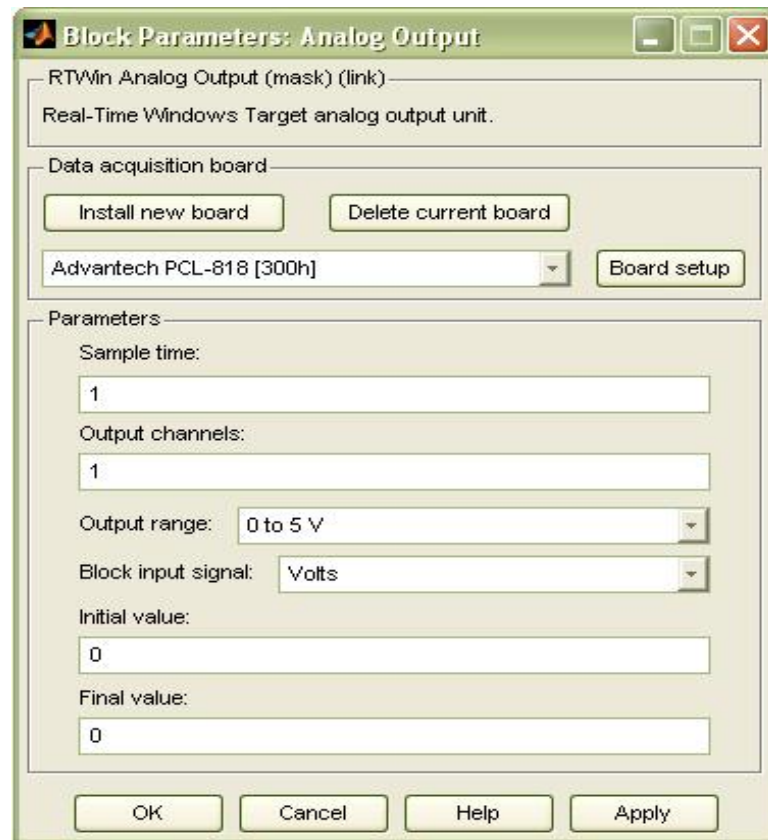 Block Parameters: Analog Output
RTWin Analog Output (mask) (link)
Real-Time Windows Target analog output unit.
Data acquisition board
Install new board Delete current board
Advantech PCL-818 [300h] Board setup
Parameters
Sample time:
1
Output channels:
1
Output range: 0 to 5 V
Block input signal: Volts
Initial value:
0
Final value:
0
OK Cancel Help Apply